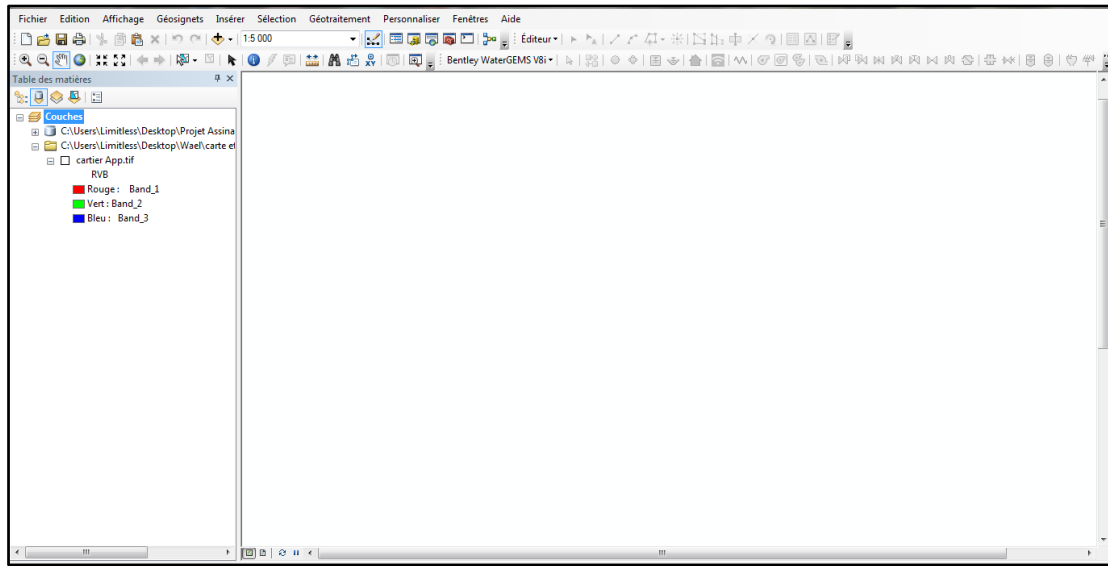 Fichier Edition Affichage Géosignets Insérer Sélection Géotraitement Personnaliser Fenêtres Aide
1:5 000
Éditeur
Bentley WaterGEMS V8i
Table des matières
Couches
C:\Users\Limitless\Desktop\Projet Assina
C:\Users\Limitless\Desktop\Wael\carte et
cartier App.tif
RVB
Rouge : Band_1
Vert : Band_2
Bleu : Band_3